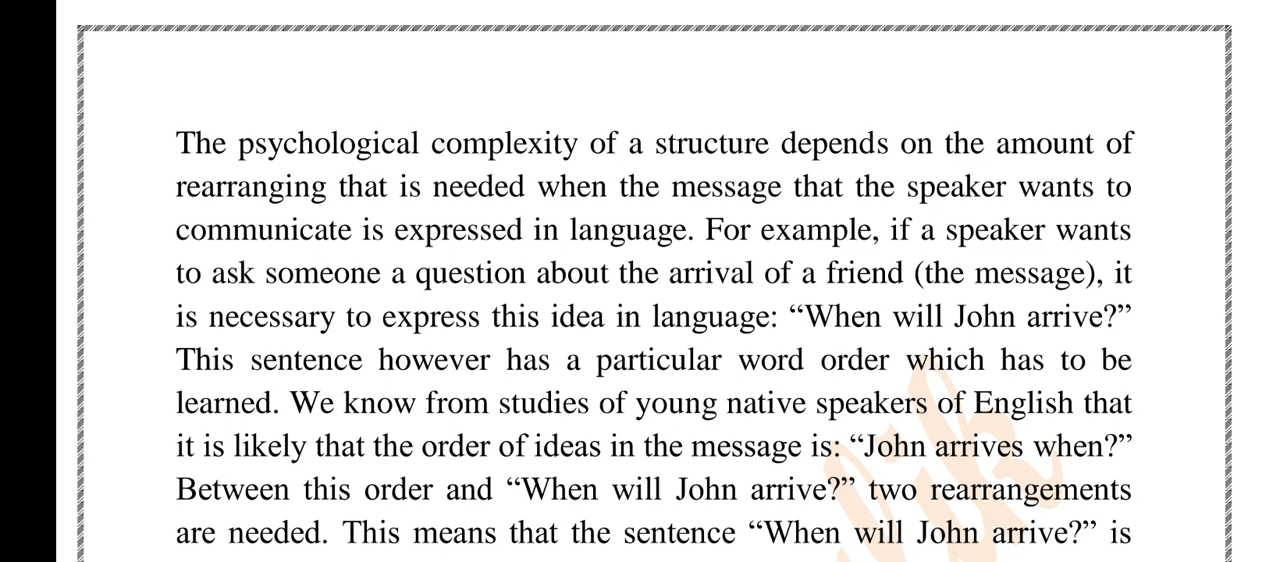 The psychological complexity of a structure depends on the amount of
rearranging that is needed when the message that the speaker wants to
communicate is expressed in language. For example, if a speaker wants
to ask someone a question about the arrival of a friend (the message), it
is necessary to express this idea in language: “When will John arrive?”
This sentence however has a particular word order which has to be
learned. We know from studies of young native speakers of English that
it is likely that the order of ideas in the message is: “John arrives when?”
Between this order and “When will John arrive?” two rearrangements
are needed. This means that the sentence “When will John arrive?” is